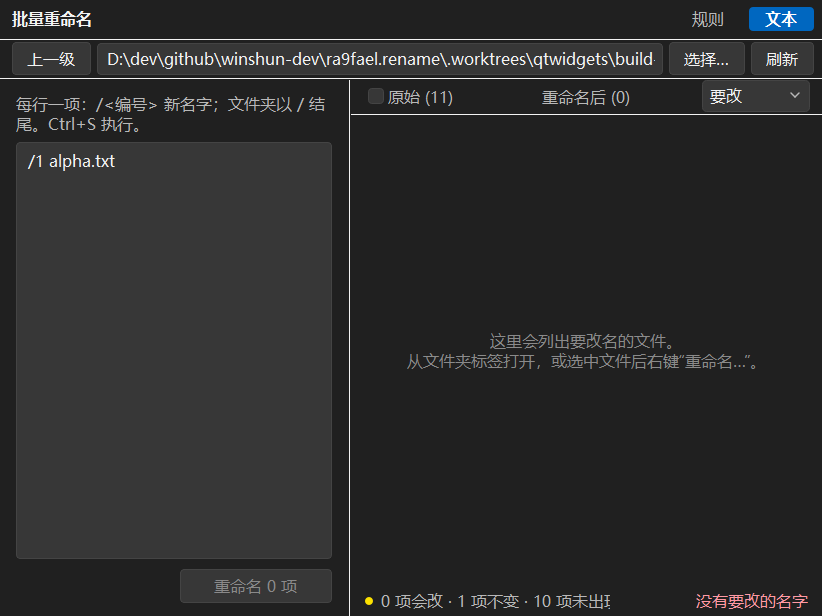 批量重命名
规则
文本
上一级
D:\dev\github\winshun-dev\ra9fael.rename\.worktrees\qtwidgets\build-
选择...
刷新
每行一项：/<编号> 新名字；文件夹以 / 结
尾。Ctrl+S 执行。
原始 (11)
重命名后 (0)
要改
/1 alpha.txt
这里会列出要改名的文件。
从文件夹标签打开，或选中文件后右键“重命名...”。
重命名 0 项
0 项会改 · 1 项不变 · 10 项未出
没有要改的名字